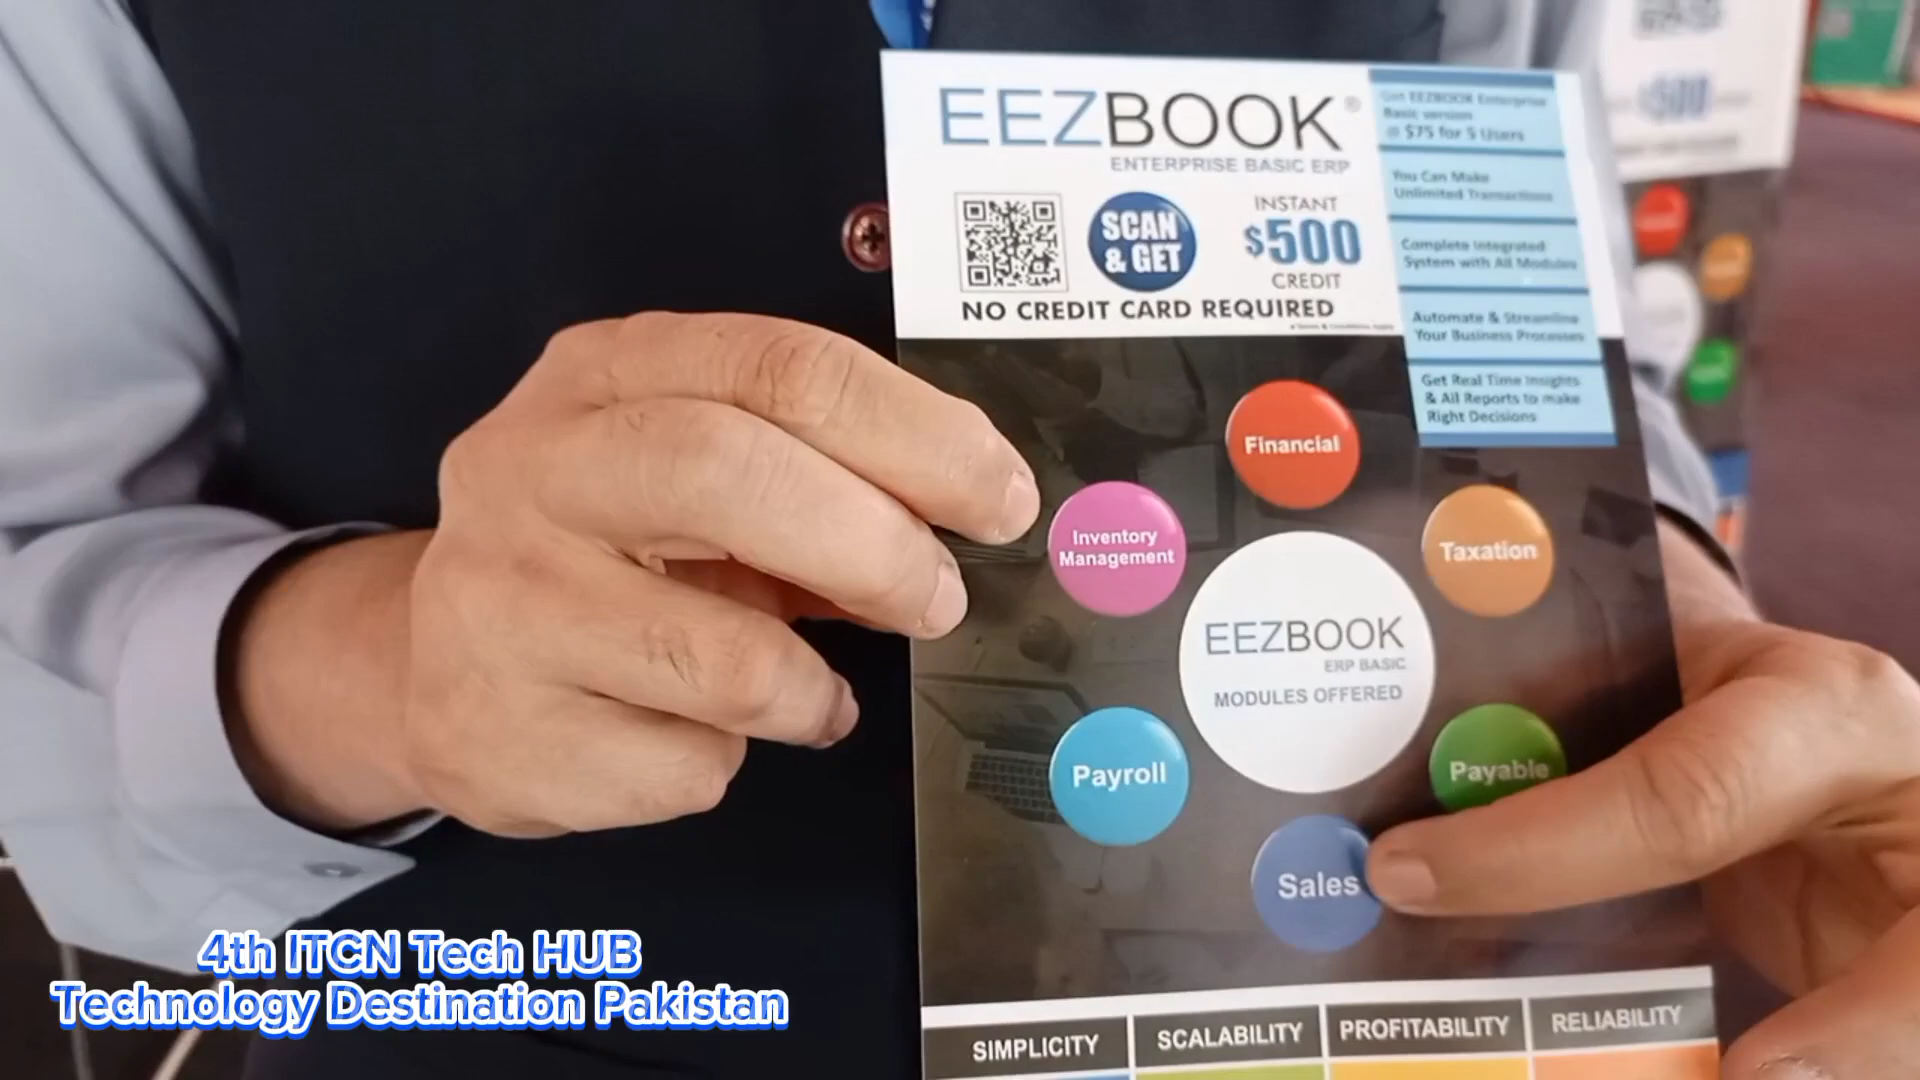 EEZBOOK®
ENTERPRISE BASIC ERP
SCAN
& GET
INSTANT
$500
CREDIT
NO CREDIT CARD REQUIRED
Get EEZBOOK Enterprise
Basic version
@ $75 for 5 Users
You Can Make
Unlimited Transactions
Complete Integrated
System with All Modules
Automate & Streamline
Your Business Processes
Get Real Time Insights
& All Reports to make
Right Decisions
Financial
Inventory
Management
Taxation
EEZBOOK
ERP BASIC
MODULES OFFERED
Payroll
Payable
Sales
SIMPLICITY
SCALABILITY
PROFITABILITY
RELIABILITY
$500
4th ITCN Tech HUB
Technology Destination Pakistan